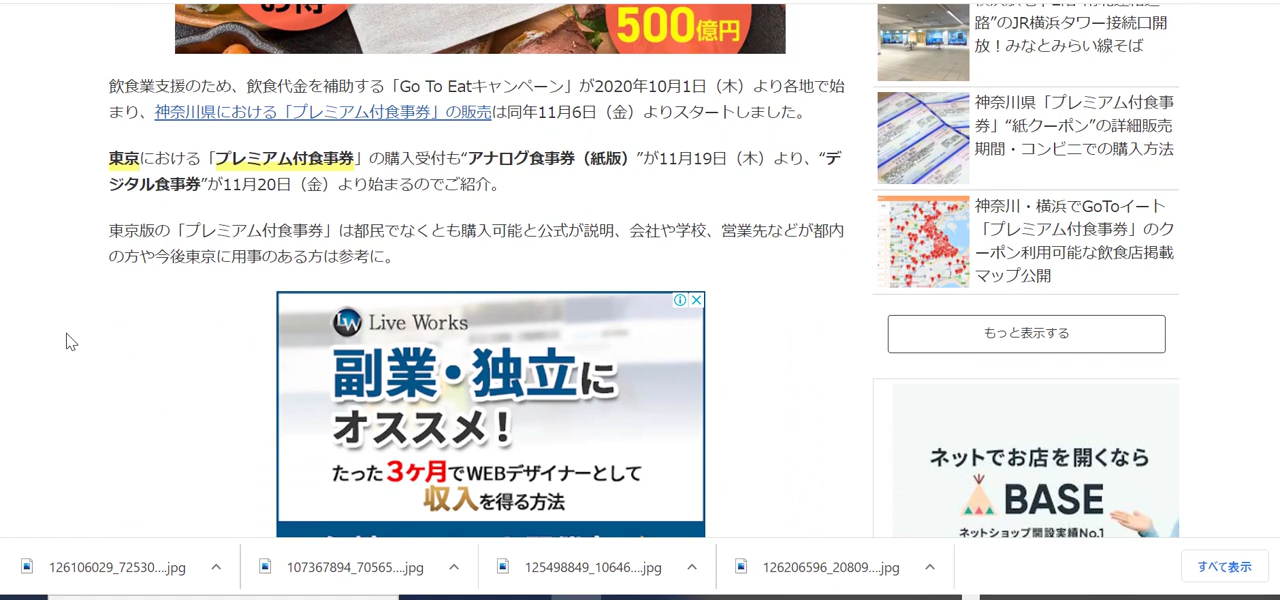 お得
500億円
飲食業支援のため、飲食代金を補助する「Go To Eatキャンペーン」が2020年10月1日（木）より各地で始
まり、神奈川県における「プレミアム付食事券」の販売は同年11月6日（金）よりスタートしました。
東京における「プレミアム付食事券」の購入受付も“アナログ食事券（紙版）”が11月19日（木）より、“デ
ジタル食事券”が11月20日（金）より始まるのでご紹介。
東京版の「プレミアム付食事券」は都民でなくとも購入可能と公式が説明、会社や学校、営業先などが都内
の方や今後東京に用事のある方は参考に。
Live Works
副業・独立に
オススメ！
たった3ヶ月でWEBデザイナーとして
収入を得る方法
路”のJR横浜タワー接続口開
放！みなとみらい線そば
神奈川県「プレミアム付食事
券」“紙クーポン”の詳細販売
期間・コンビニでの購入方法
神奈川・横浜でGoToイート
「プレミアム付食事券」のク
ーポン利用可能な飲食店掲載
マップ公開
もっと表示する
ネットでお店を開くなら
BASE
ネットショップ開設実績No.1
126106029_72530....jpg
107367894_70565....jpg
125498849_10646....jpg
126206596_20809....jpg
すべて表示